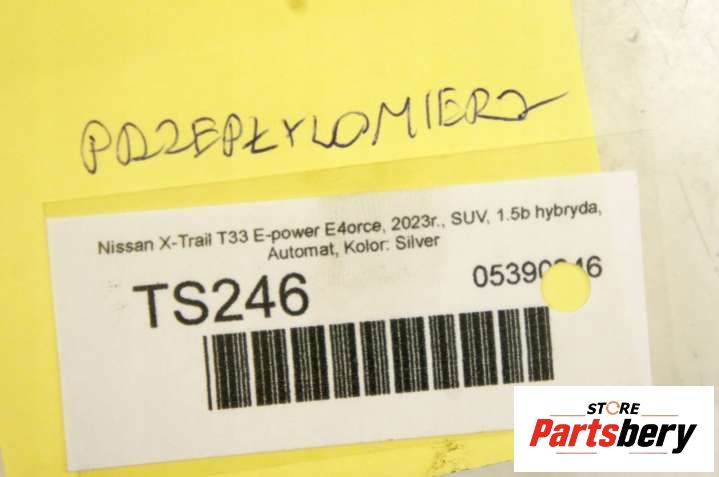 PRZEPŁYWOMIERZ
Nissan X-Trail T33 E-power E4orce, 2023r., SUV, 1.5b hybryda,
Automat, Kolor: Silver
TS246
STORE
Partsbery